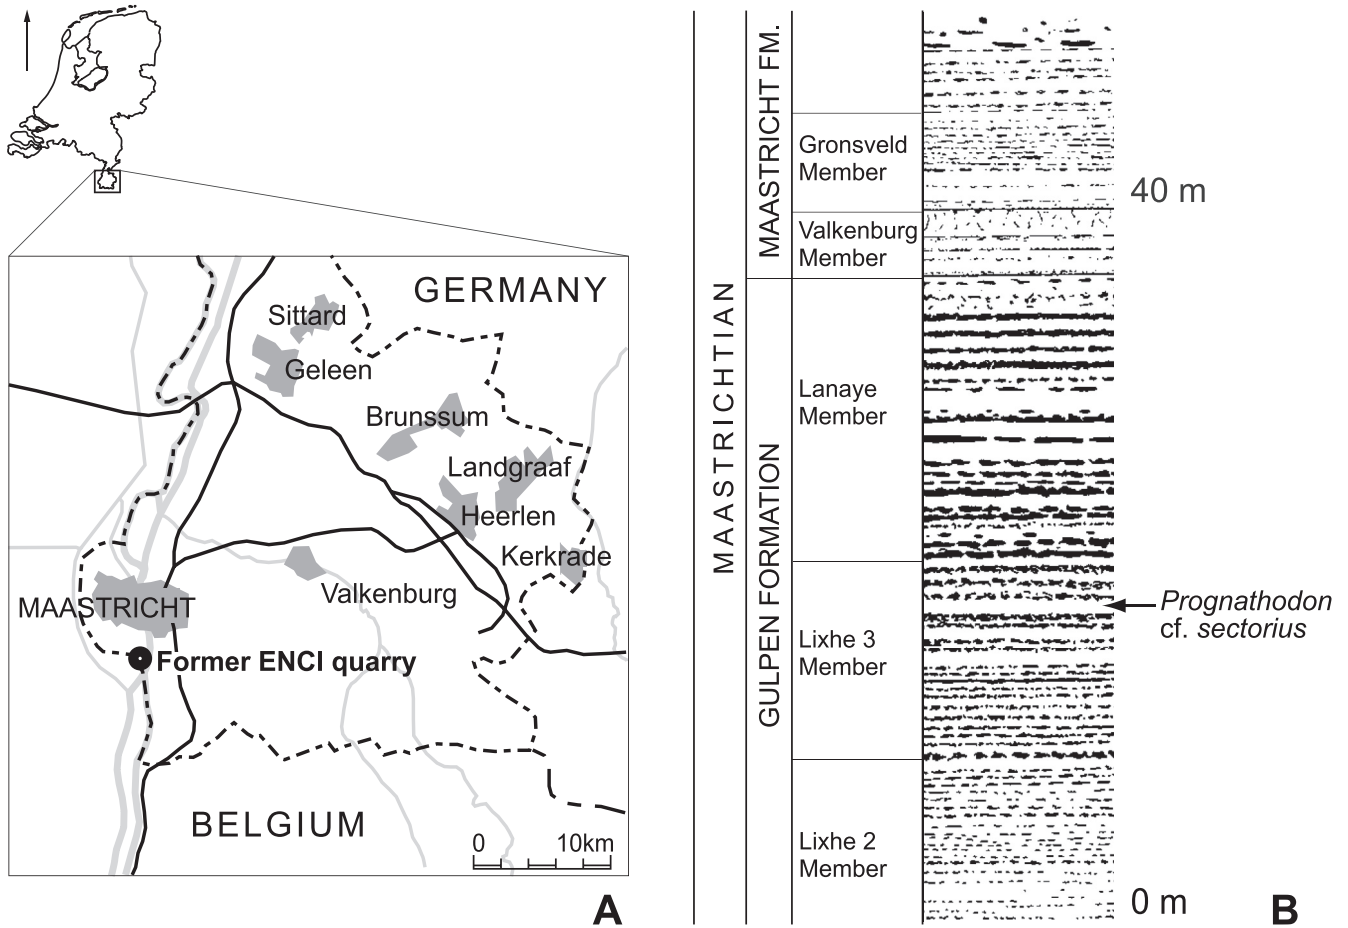 GERMANY
Sittard
Geleen
Brunssum
Landgraaf
Heerlen
Kerkrade
Valkenburg
MAASTRICHT
Former ENCI quarry
BELGIUM
0 10km
A
MAASTRICHTIAN
MAASTRICHT FM.
GULPEN FORMATION
Gronsveld
Member
Valkenburg
Member
Lanaye
Member
Lixhe 3
Member
Lixhe 2
Member
40 m
Prognathodon
cf. sectorius
0 m
B